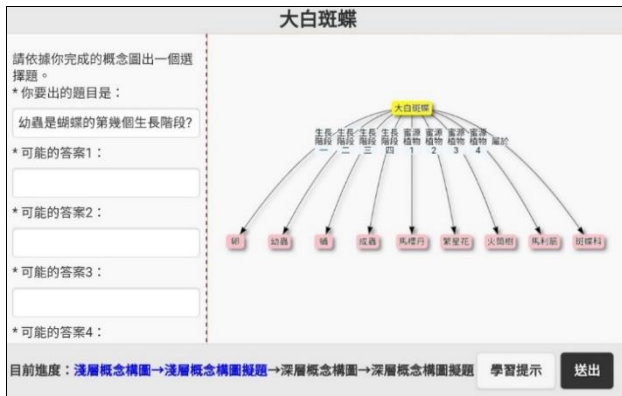 大白斑蝶
請依據你完成的概念圖出一個選
擇題。
* 你要出的題目是：
幼蟲是蝴蝶的第幾個生長階段?
* 可能的答案1：
* 可能的答案2：
* 可能的答案3：
* 可能的答案4：
大白斑蝶
生長階段一 生長階段二 生長階段三 生長階段四 蜜源植物1 蜜源植物2 蜜源植物3 蜜源植物4 屬於
卵 幼蟲 蛹 成蟲 馬櫻丹 繁星花 火筒樹 馬利筋 斑蝶科
目前進度：淺層概念構圖→淺層概念構圖擬題→深層概念構圖→深層概念構圖擬題
學習提示
送出